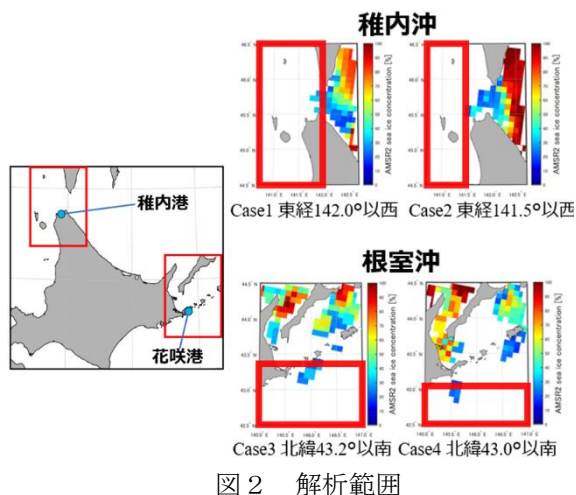 稚内沖
AMSR2 sea ice concentration [%]
AMSR2 sea ice concentration [%]
Case1 東経142.0°以西
Case2 東経141.5°以西
稚内港
花咲港
根室沖
AMSR2 sea ice concentration [%]
AMSR2 sea ice concentration [%]
Case3 北緯43.2°以南
Case4 北緯43.0°以南
図２　解析範囲